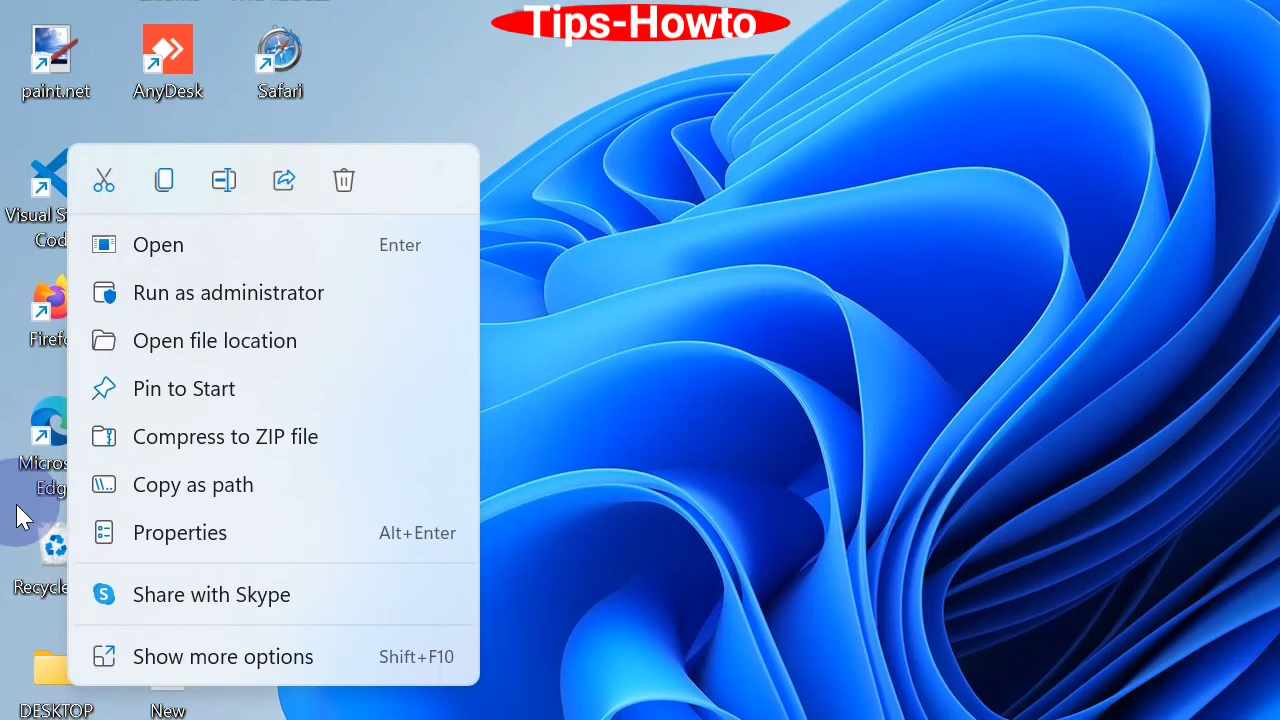 Tips-Howto
paint.net
AnyDesk
Safari
Open Enter
Run as administrator
Open file location
Pin to Start
Compress to ZIP file
Copy as path
Properties Alt+Enter
Share with Skype
Show more options Shift+F10
Visual
Firefo
Micros
Edg
Recycle
DESKTOP
New